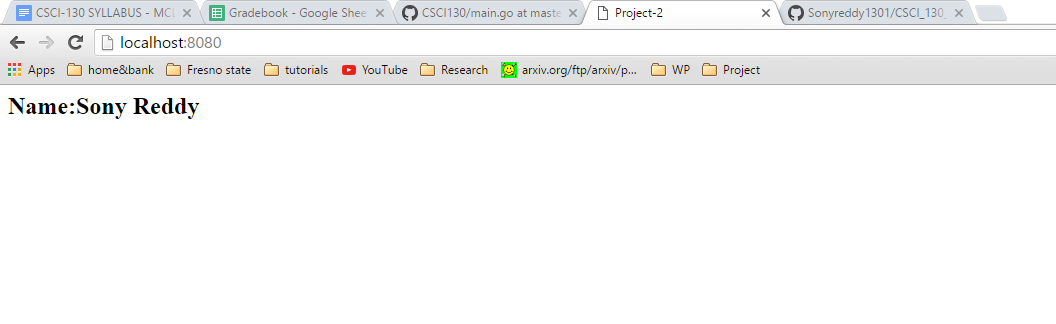 CSCI-130 SYLLABUS - MCL
Gradebook - Google Shee
CSCI130/main.go at maste
Project-2
Sonyreddy1301/CSCI_130_
localhost:8080
Apps home&bank Fresno state tutorials YouTube Research arxiv.org/ftp/arxiv/p... WP Project
Name:Sony Reddy